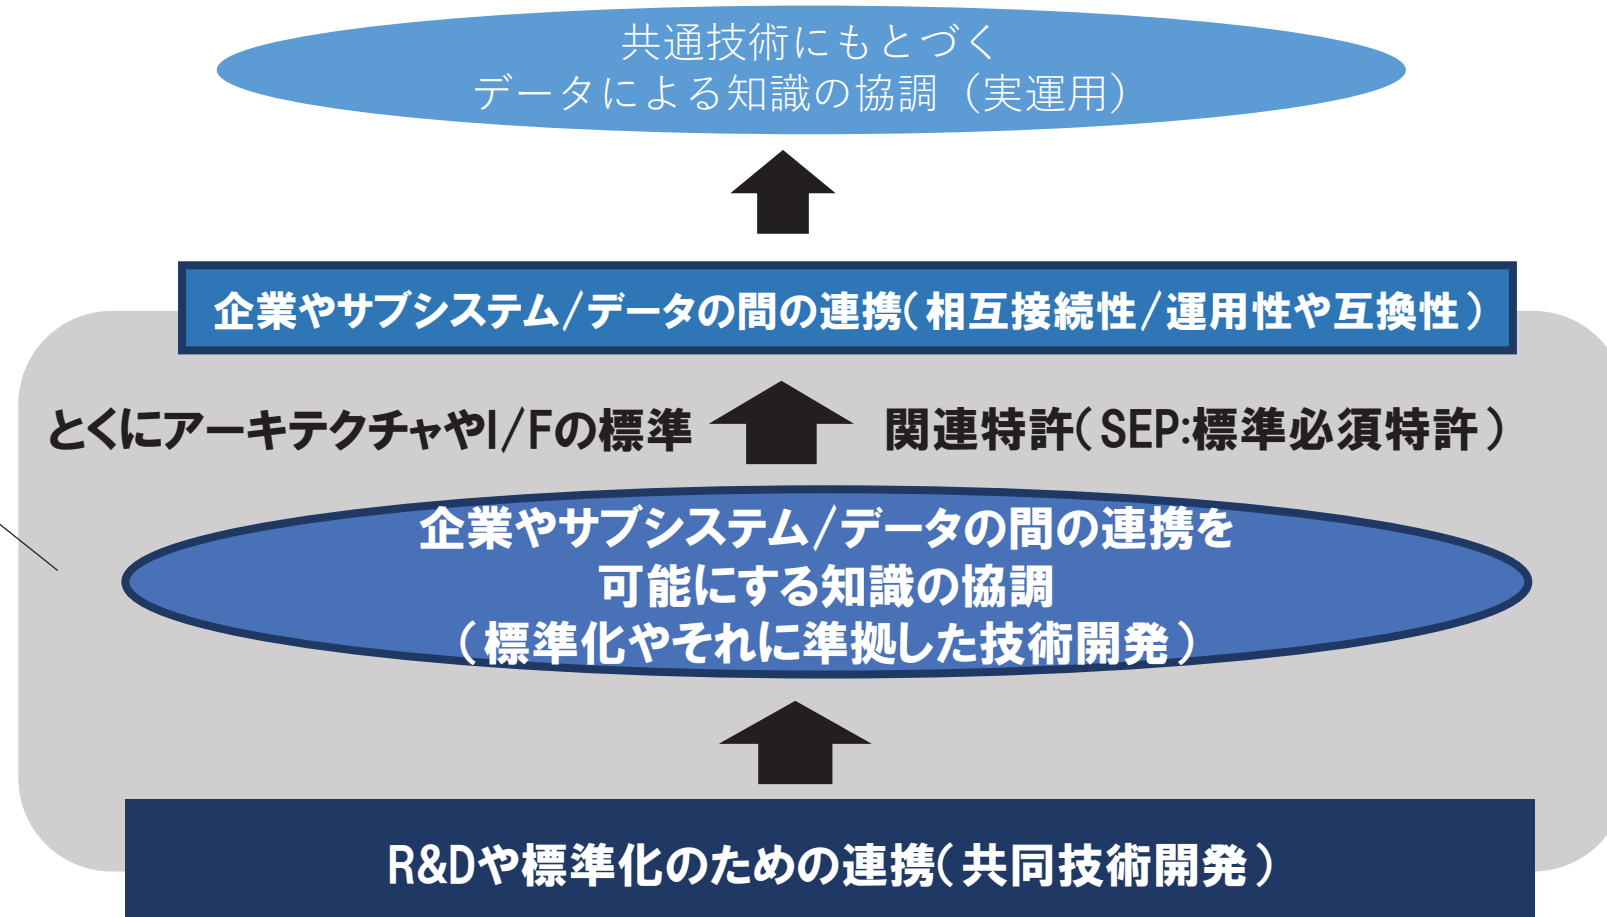 共通技術にもとづく
データによる知識の協調（実運用）
企業やサブシステム/データの間の連携（相互接続性/運用性や互換性）
とくにアーキテクチャやI/Fの標準
関連特許（SEP:標準必須特許）
企業やサブシステム/データの間の連携を
可能にする知識の協調
（標準化やそれに準拠した技術開発）
R&Dや標準化のための連携（共同技術開発）